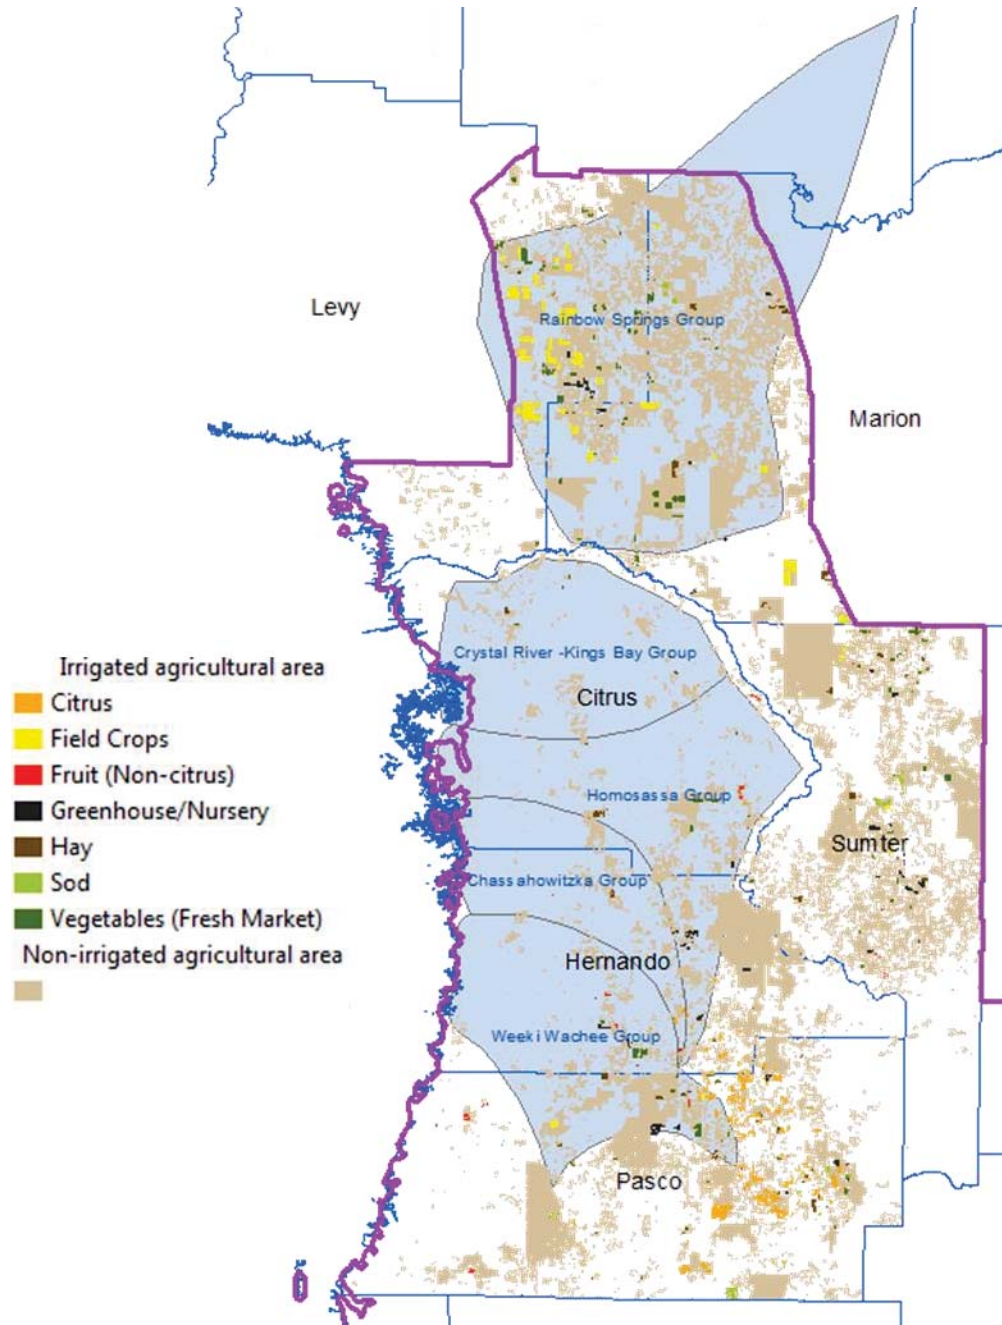 Levy
Rainbow Springs Group
Marion
Crystal River -Kings Bay Group
Citrus
Homosassa Group
Sumter
Chassahowitzka Group
Hernando
Weeki Wachee Group
Pasco
Irrigated agricultural area
Citrus
Field Crops
Fruit (Non-citrus)
Greenhouse/Nursery
Hay
Sod
Vegetables (Fresh Market)
Non-irrigated agricultural area